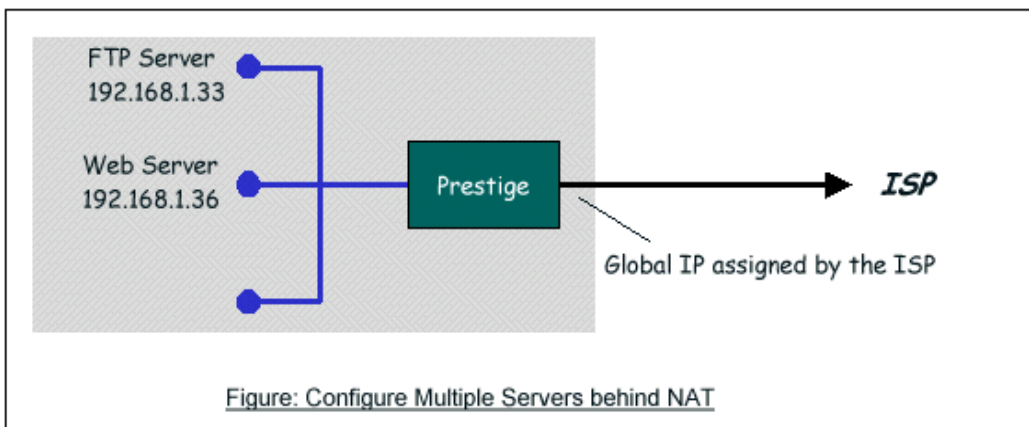 FTP Server
192.168.1.33
Web Server
192.168.1.36
Prestige
ISP
Global IP assigned by the ISP
Figure: Configure Multiple Servers behind NAT